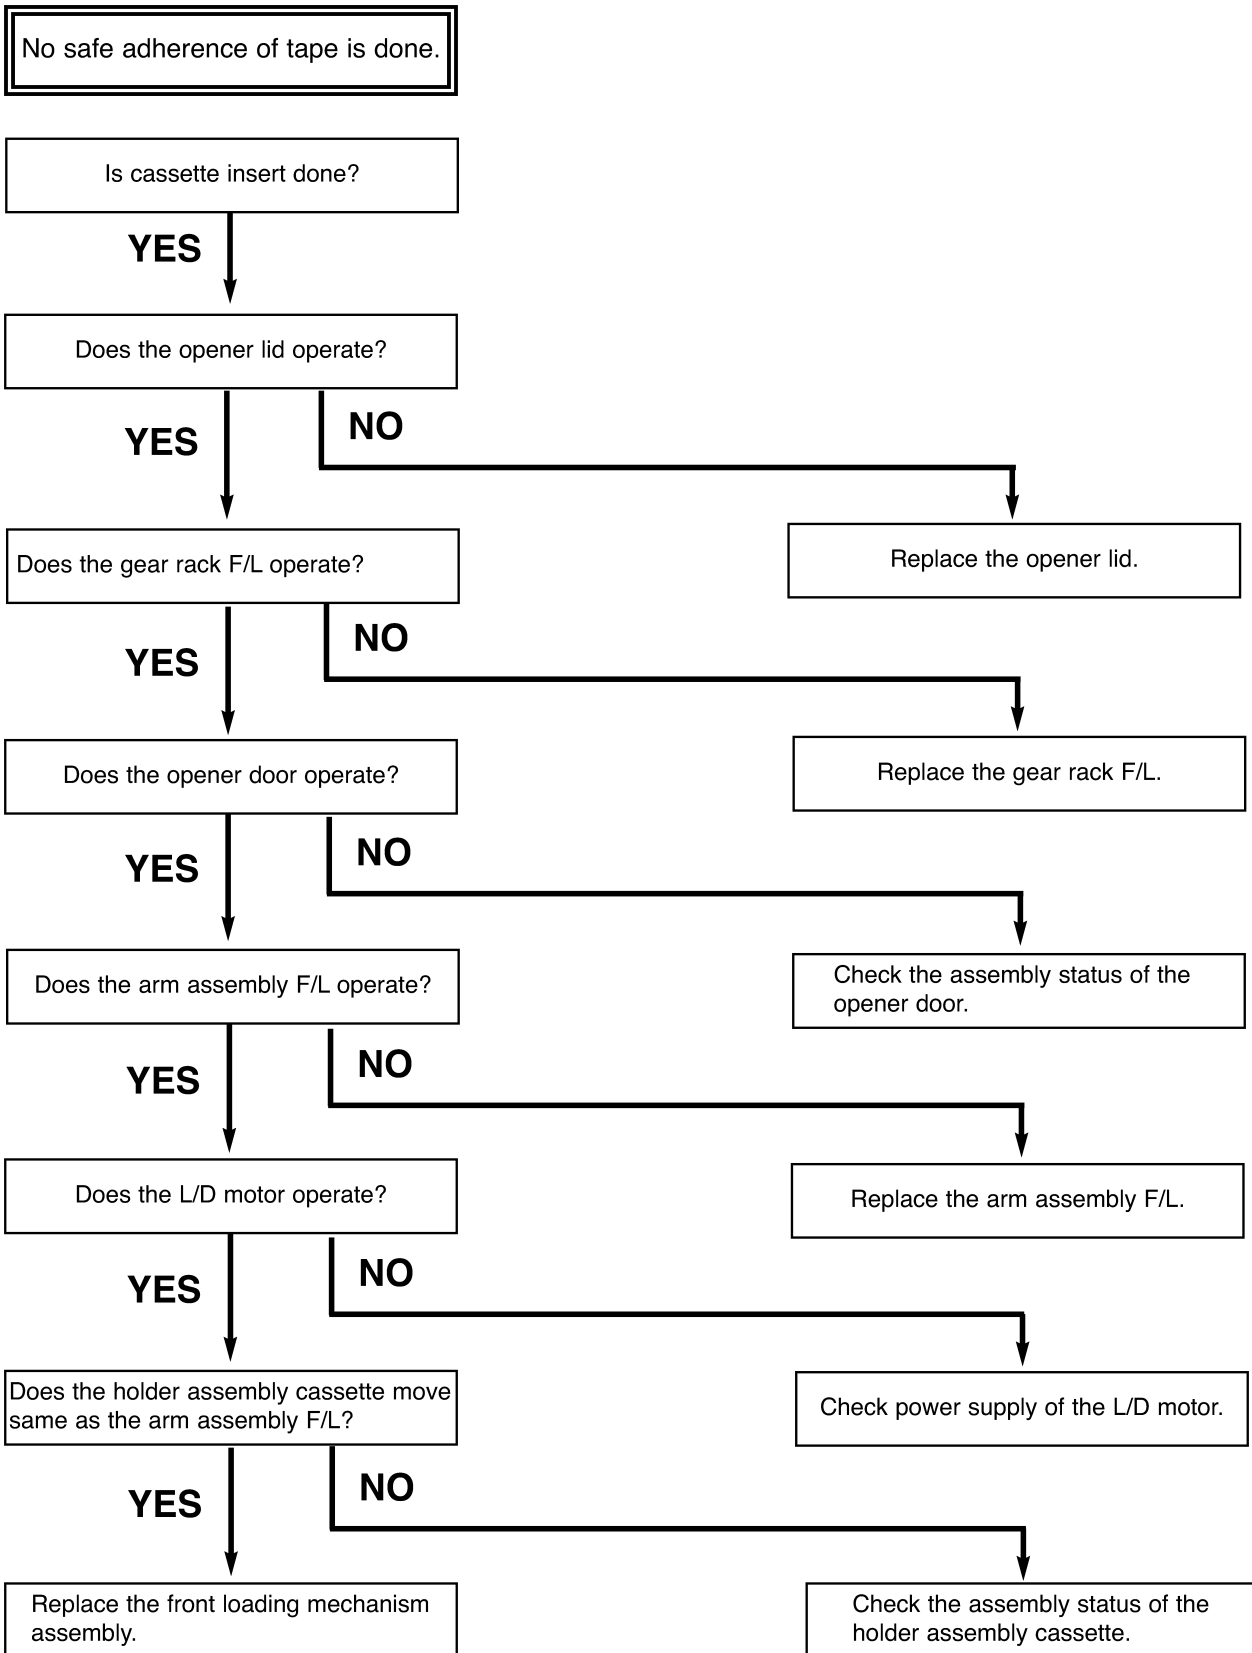 No safe adherence of tape is done.
Is cassette insert done?
YES
Does the opener lid operate?
YES
NO
Does the gear rack F/L operate?
Replace the opener lid.
YES
NO
Does the opener door operate?
Replace the gear rack F/L.
YES
NO
Does the arm assembly F/L operate?
Check the assembly status of the
opener door.
YES
NO
Does the L/D motor operate?
Replace the arm assembly F/L.
YES
NO
Does the holder assembly cassette move
same as the arm assembly F/L?
Check power supply of the L/D motor.
YES
NO
Replace the front loading mechanism
assembly.
Check the assembly status of the
holder assembly cassette.